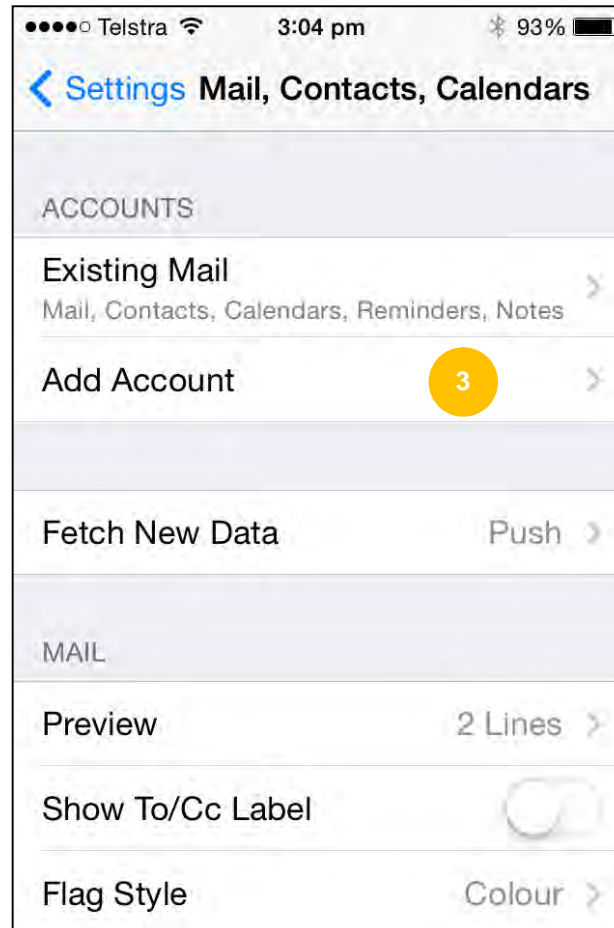 Telstra 3:04 pm 93%
Settings Mail, Contacts, Calendars
ACCOUNTS
Existing Mail
Mail, Contacts, Calendars, Reminders, Notes
Add Account 3
Fetch New Data Push
MAIL
Preview 2 Lines
Show To/Cc Label
Flag Style Colour